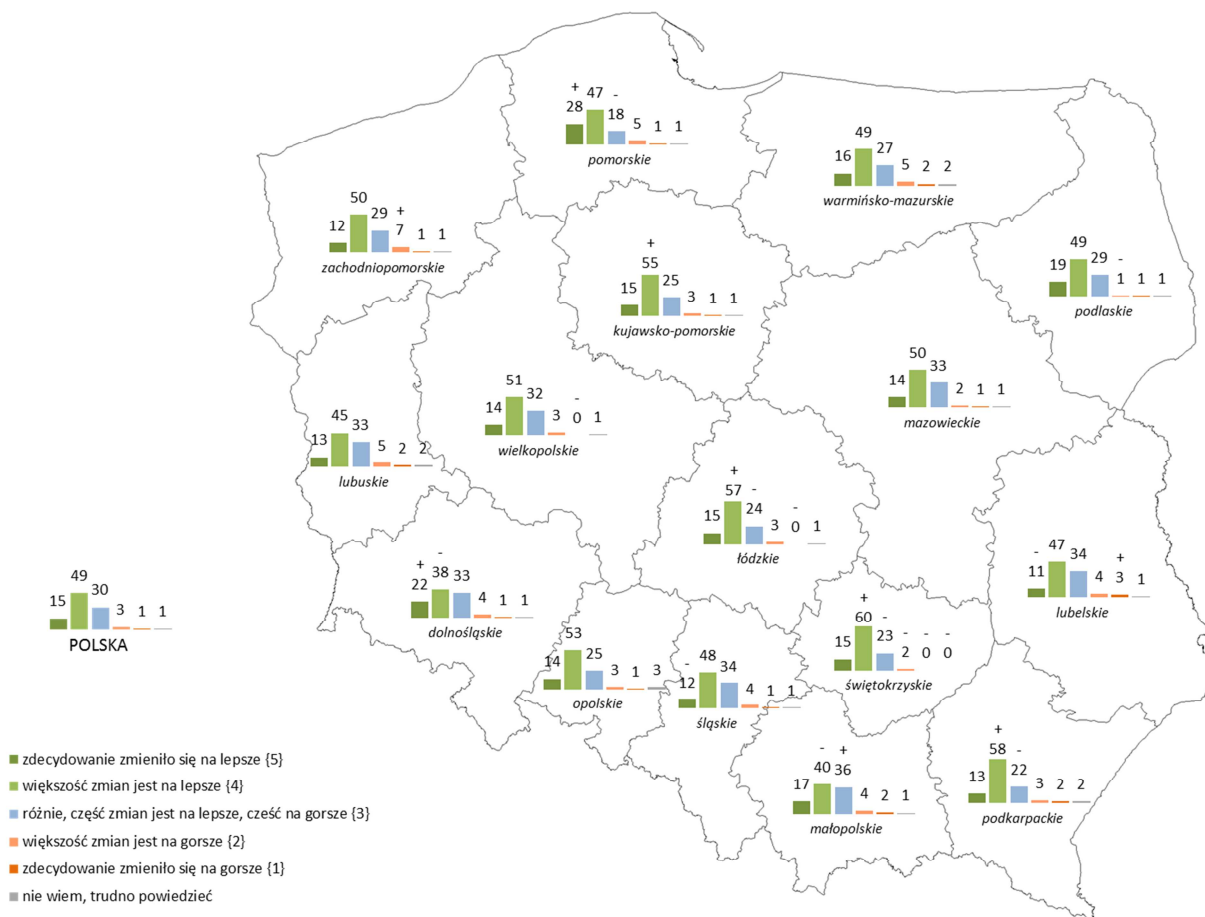 + -
28 47 18 5 1 1
pomorskie
16 49 27 5 2 2
warmińsko-mazurskie
+
12 50 29 7 1 1
zachodniopomorskie
+
15 55 25 3 1 1
kujawsko-pomorskie
-
19 49 29 1 1 1
podlaskie
14 50 33 2 1 1
mazowieckie
-
14 51 32 3 0 1
wielkopolskie
13 45 33 5 2 2
lubuskie
+ - -
15 57 24 3 0 1
łódzkie
- +
11 47 34 4 3 1
lubelskie
+ -
22 38 33 4 1 1
dolnośląskie
15 49 30 3 1 1
POLSKA
+ - - - -
15 60 23 2 0 0
świętokrzyskie
14 53 25 3 1 3
opolskie
-
12 48 34 4 1 1
śląskie
- +
17 40 36 4 2 1
małopolskie
+ -
13 58 22 3 2 2
podkarpackie
zdecydowanie zmieniło się na lepsze {5}
większość zmian jest na lepsze {4}
różnie, część zmian jest na lepsze, cześć na gorsze {3}
większość zmian jest na gorsze {2}
zdecydowanie zmieniło się na gorsze {1}
nie wiem, trudno powiedzieć